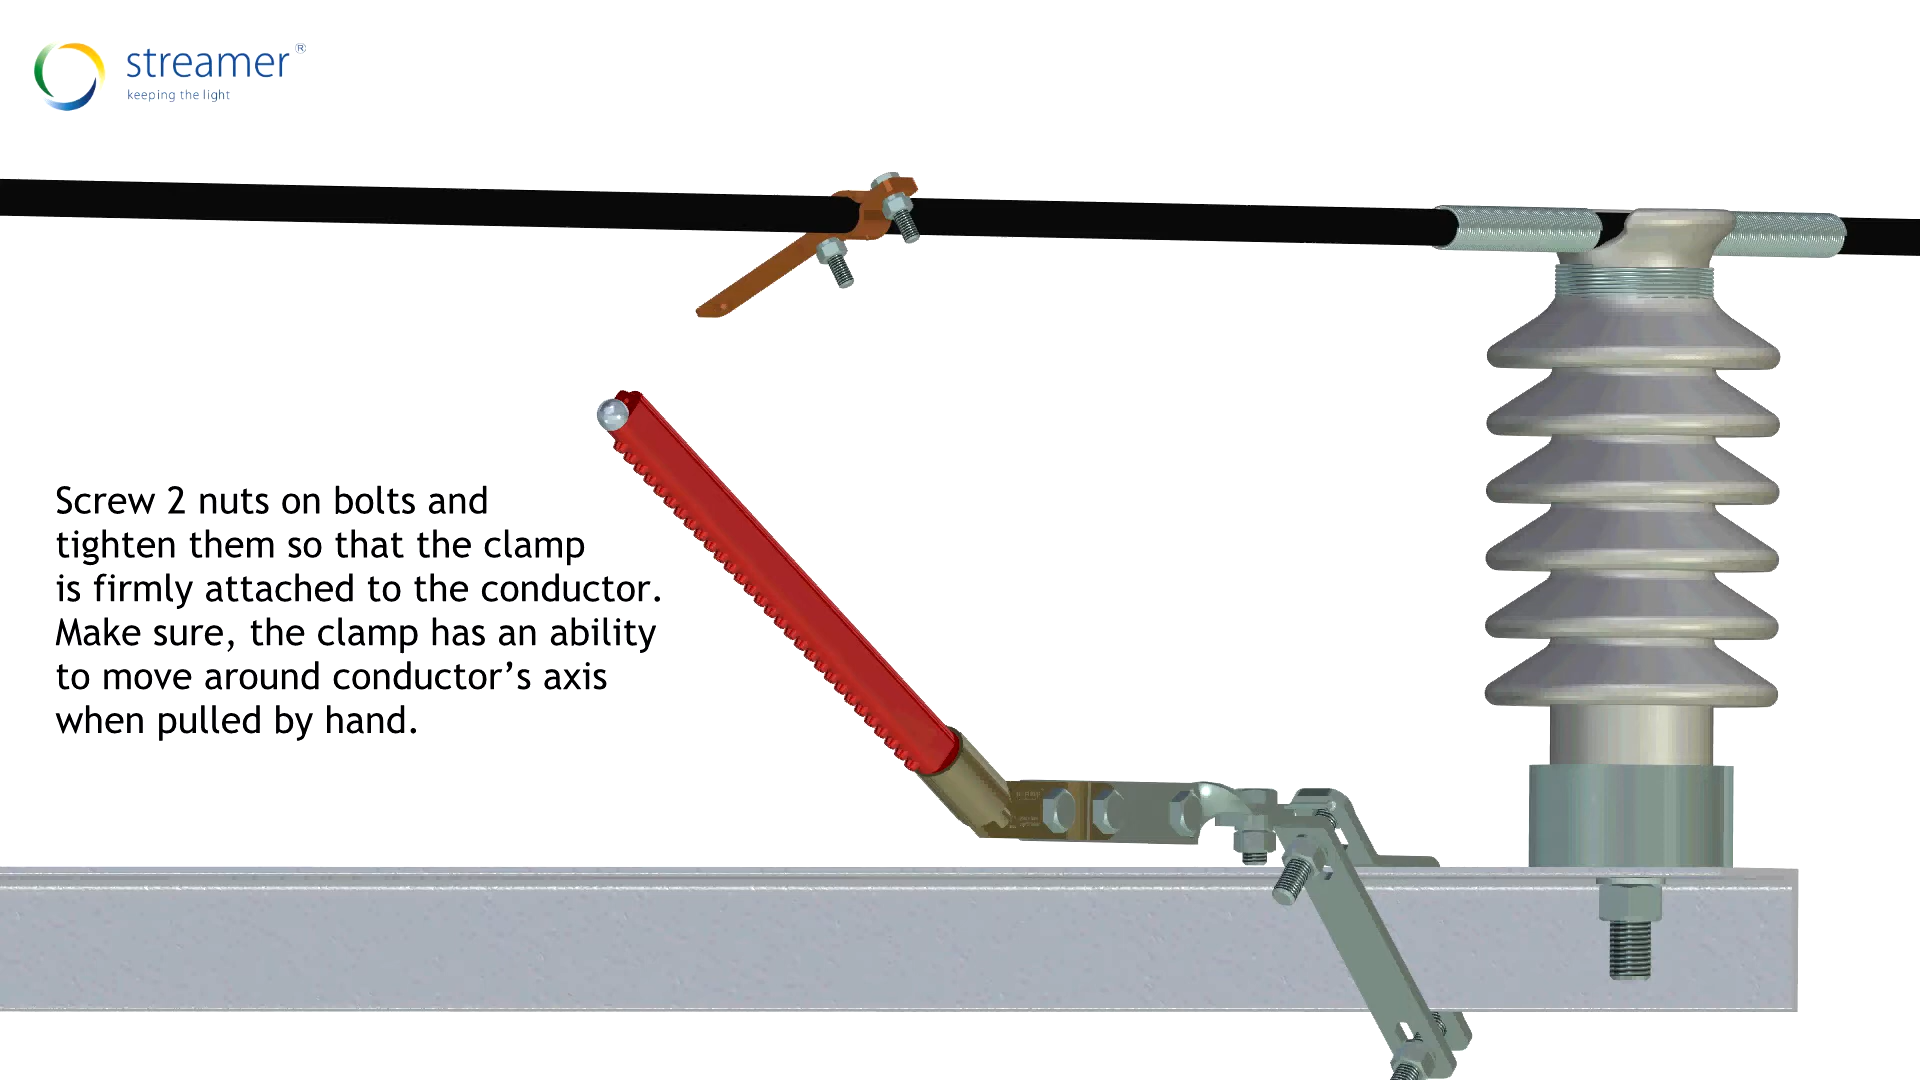 streamer®
keeping the light
Screw 2 nuts on bolts and
tighten them so that the clamp
is firmly attached to the conductor.
Make sure, the clamp has an ability
to move around conductor’s axis
when pulled by hand.